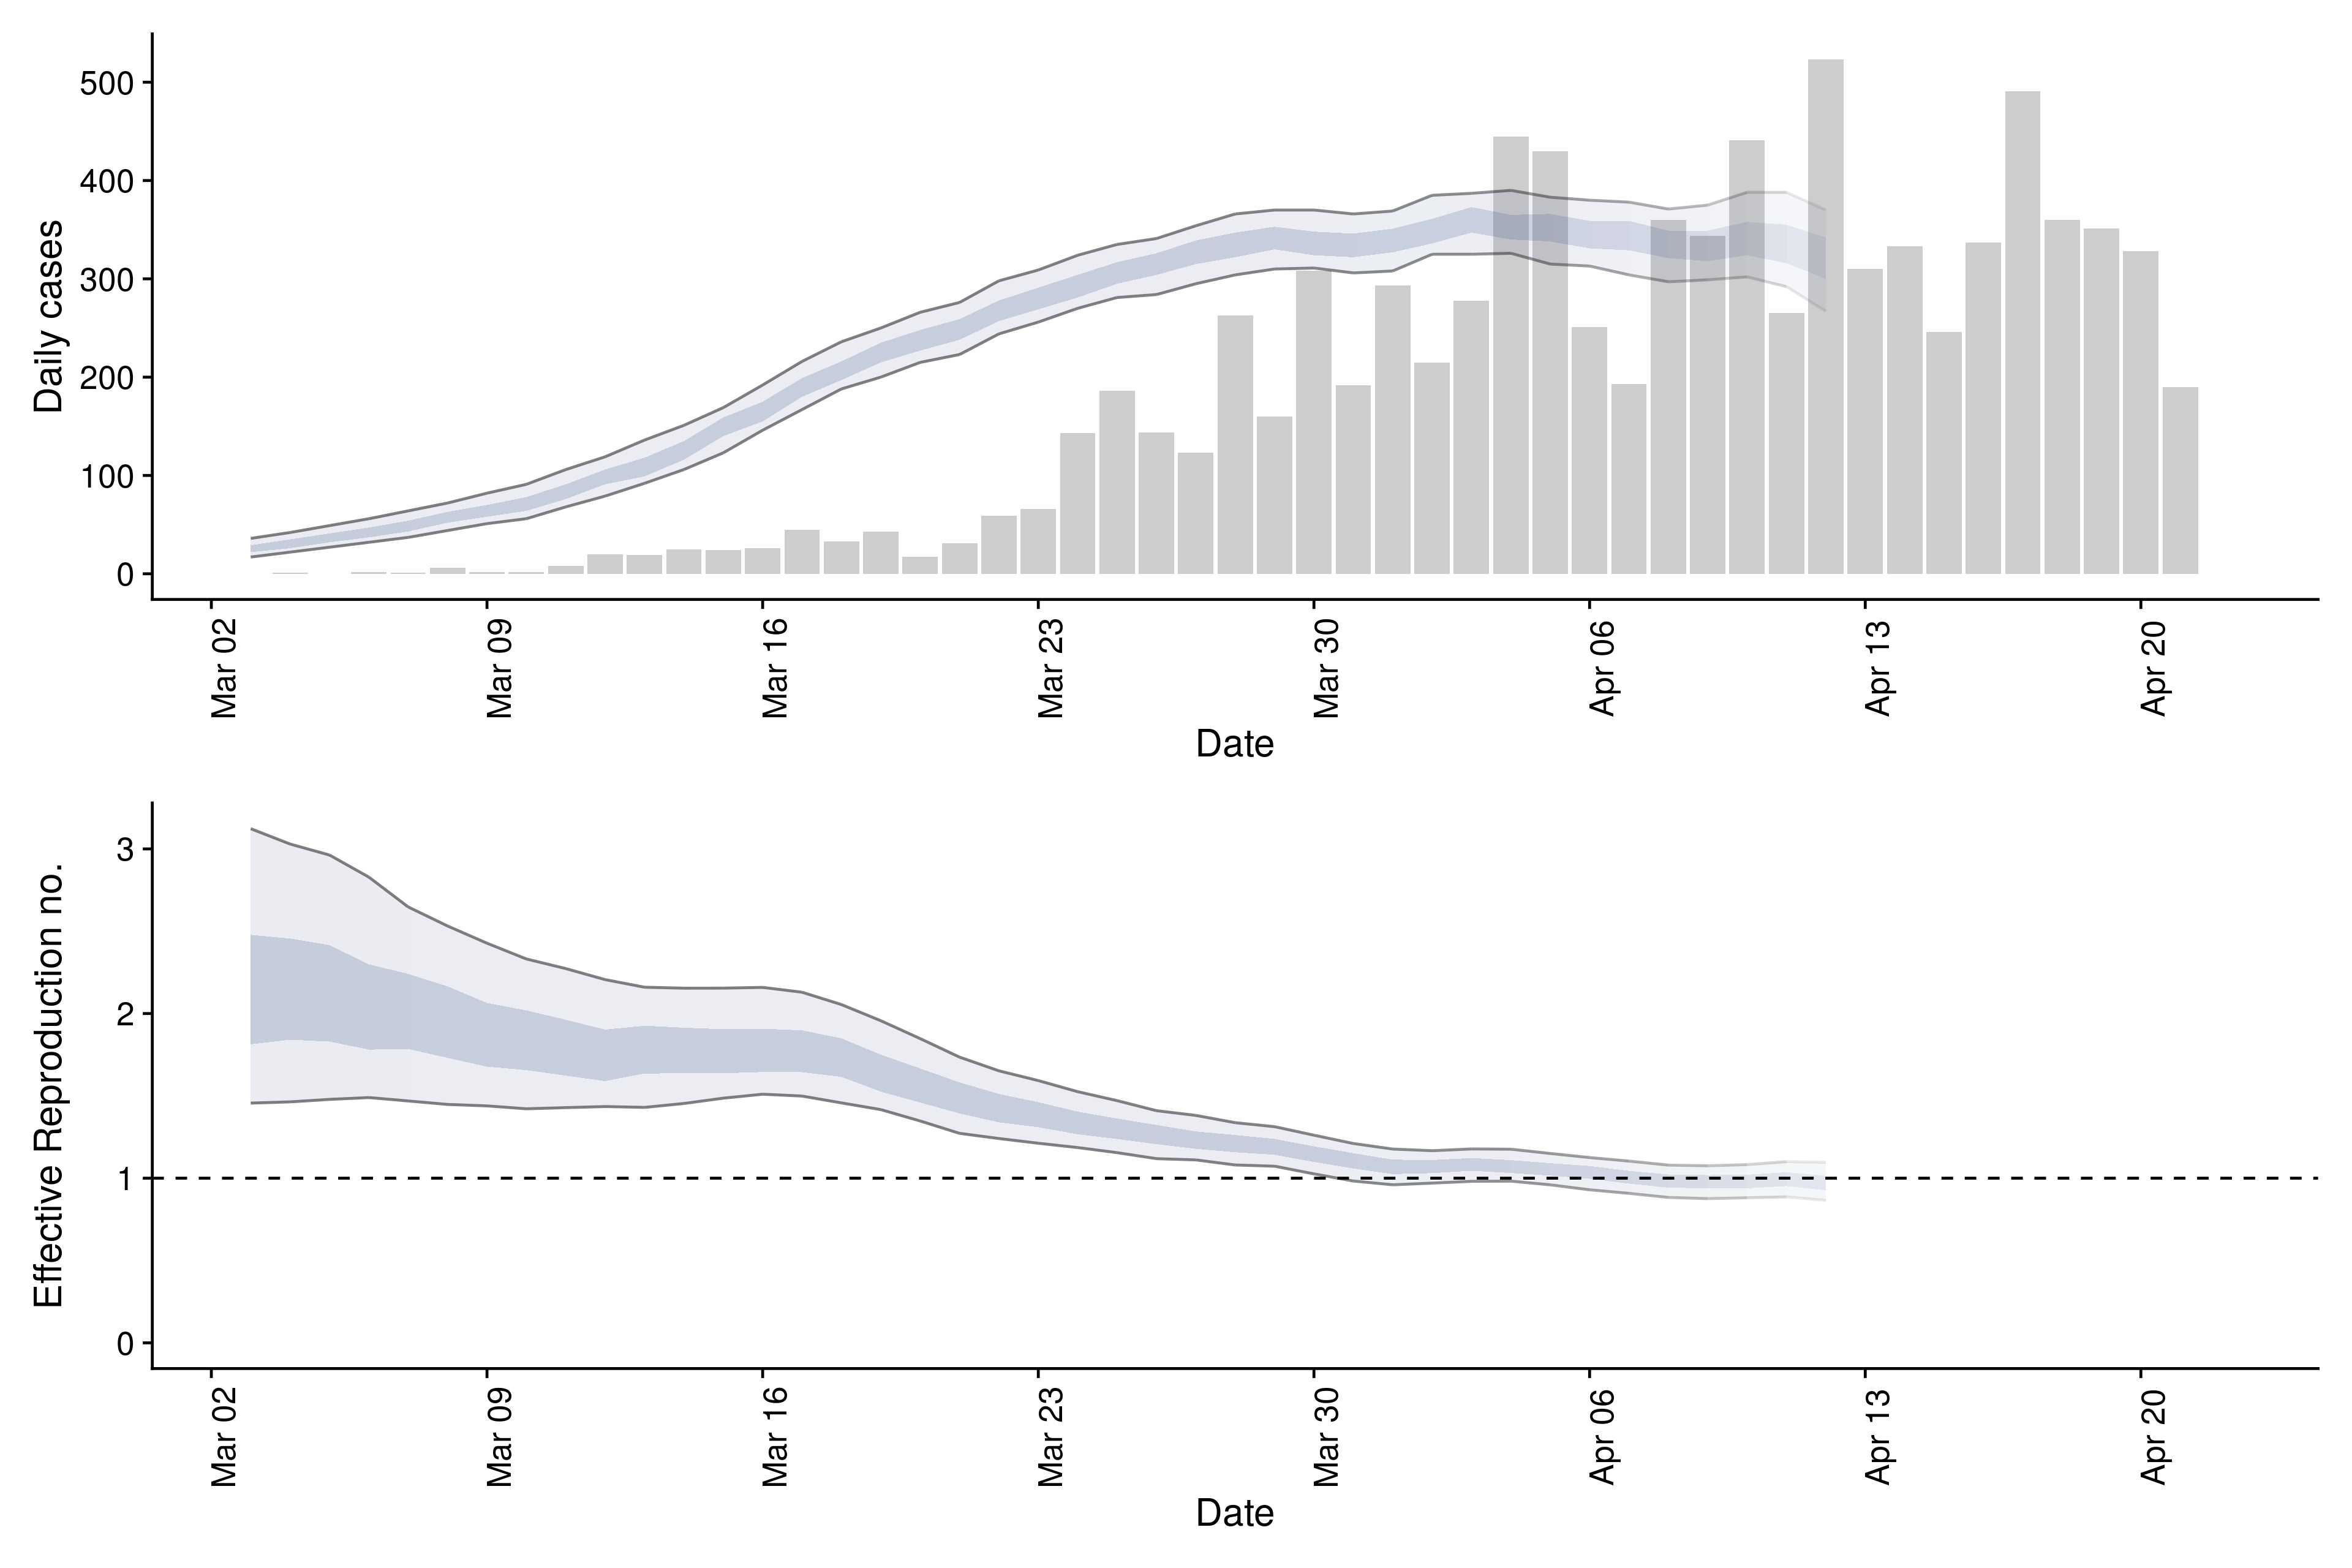 Daily cases
500
400
300
200
100
0
Mar 02
Mar 09
Mar 16
Mar 23
Mar 30
Apr 06
Apr 13
Apr 20
Date
Effective Reproduction no.
3
2
1
0
Mar 02
Mar 09
Mar 16
Mar 23
Mar 30
Apr 06
Apr 13
Apr 20
Date